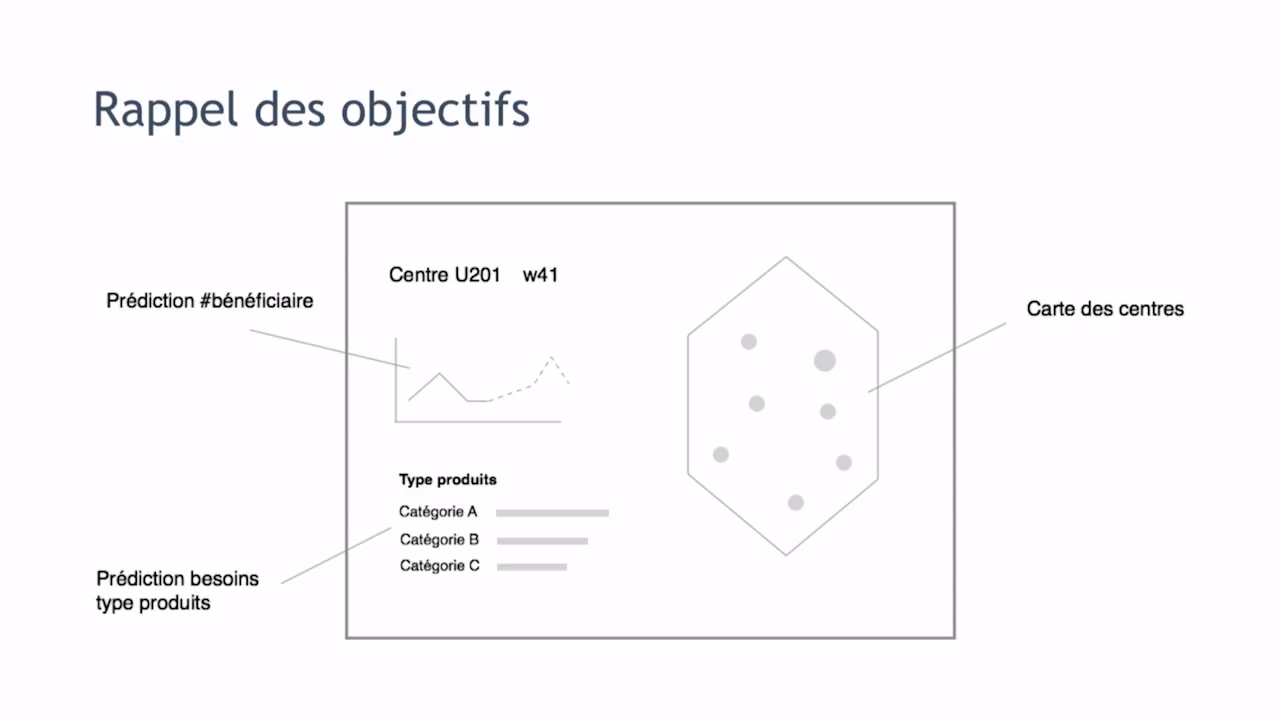 Rappel des objectifs
Centre U201 w41
Prédiction #bénéficiaire
Carte des centres
Type produits
Catégorie A
Catégorie B
Catégorie C
Prédiction besoins
type produits